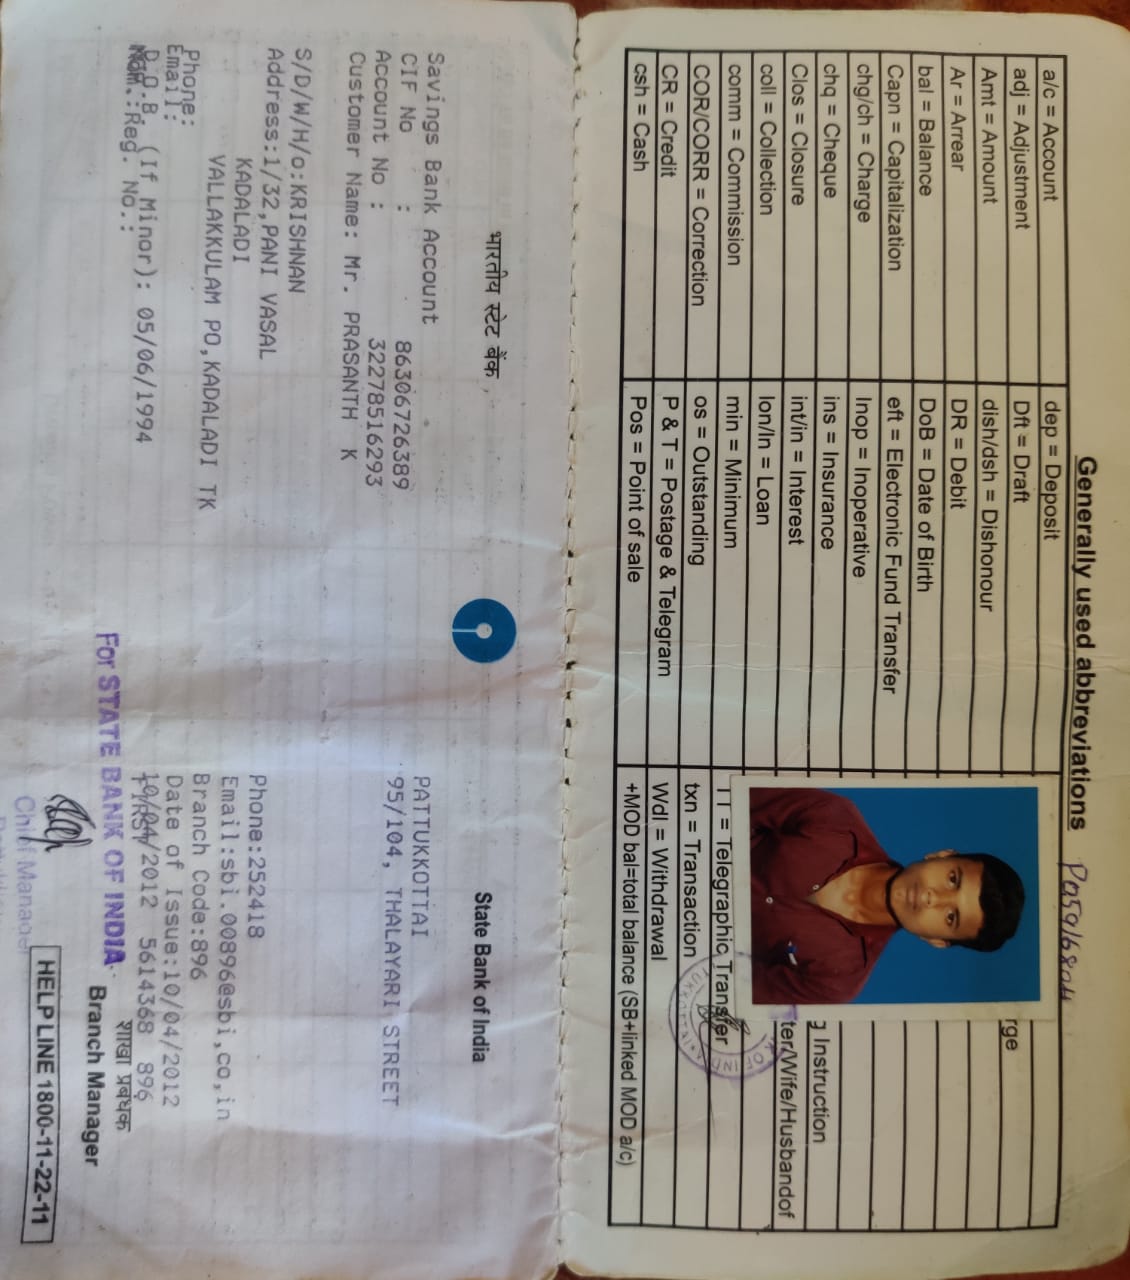 Generally used abbreviations
Pa5916804
a/c = Account dep = Deposit
adj = Adjustment Dft = Draft rge
Amt = Amount dish/dsh = Dishonour
Ar = Arrear DR = Debit
bal = Balance DoB = Date of Birth
Capn = Capitalization eft = Electronic Fund Transfer
chg/ch = Charge Inop = Inoperative
chq = Cheque ins = Insurance Instruction
Clos = Closure int/in = Interest ter/Wife/Husbandof
coll = Collection lon/ln = Loan
comm = Commission min = Minimum TT = Telegraphic Transfer
COR/CORR = Correction os = Outstanding txn = Transaction
CR = Credit P & T = Postage & Telegram Wdl = Withdrawal
csh = Cash Pos = Point of sale +MOD bal=total balance (SB+linked MOD a/c)
भारतीय स्टेट बैंक State Bank of India
Savings Bank Account PATTUKKOTTAI
CIF No : 86306726389 95/104, THALAYARI STREET
Account No : 32278516293
Customer Name: Mr. PRASANTH K
S/D/W/H/o:KRISHNAN
Address:1/32,PANI VASAL Phone:252418
KADALADI Email:sbi.00896@sbi,co,in
VALLAKKULAM PO,KADALADI TK Branch Code:896
Phone: Date of Issue:10/04/2012
Email: 10/04/2012 5614368 896
D.O.B. (If Minor): 05/06/1994 FIRST
Nom.:Reg. No.:
For STATE BANK OF INDIA
शाखा प्रबंधक
Branch Manager
Chief Manager
HELP LINE 1800-11-22-11